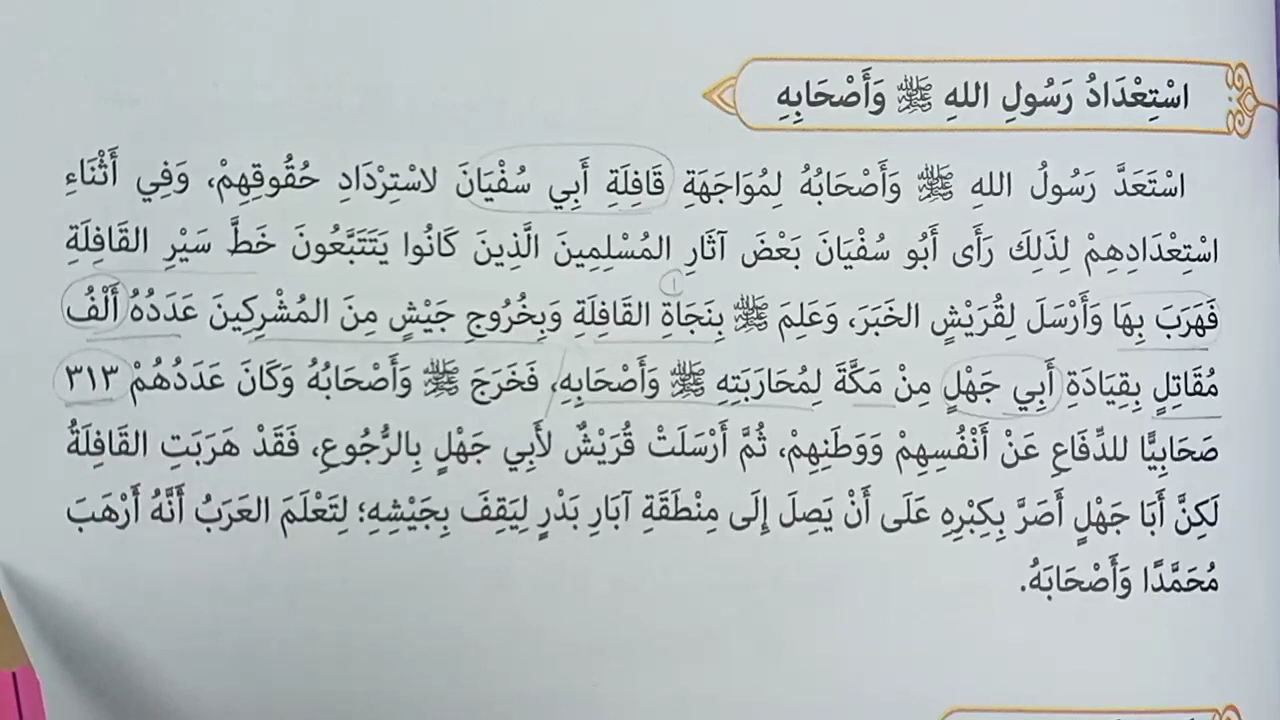 اسْتِعْدَادُ رَسُولِ اللهِ ﷺ وَأَصْحَابِهِ
اسْتَعَدَّ رَسُولُ اللهِ ﷺ وَأَصْحَابُهُ لِمُوَاجَهَةِ قَافِلَةِ أَبِي سُفْيَانَ لاسْتِرْدَادِ حُقُوقِهِمْ، وَفِي أَثْنَاءِ
اسْتِعْدَادِهِمْ لِذَلِكَ رَأَى أَبُو سُفْيَانَ بَعْضَ آثَارِ المُسْلِمِينَ الَّذِينَ كَانُوا يَتَتَبَّعُونَ خَطَّ سَيْرِ القَافِلَةِ
فَهَرَبَ بِهَا وَأَرْسَلَ لِقُرَيْشٍ الخَبَرَ، وَعَلِمَ ﷺ بِنَجَاةِ القَافِلَةِ وَبِخُرُوجِ جَيْشٍ مِنَ المُشْرِكِينَ عَدَدُهُ أَلْفُ
مُقَاتِلٍ بِقِيَادَةِ أَبِي جَهْلٍ مِنْ مَكَّةَ لِمُحَارَبَتِهِ ﷺ وَأَصْحَابِهِ، فَخَرَجَ ﷺ وَأَصْحَابُهُ وَكَانَ عَدَدُهُمْ ٣١٣
صَحَابِيًّا للدِّفَاعِ عَنْ أَنْفُسِهِمْ وَوَطَنِهِمْ، ثُمَّ أَرْسَلَتْ قُرَيْشٌ لأَبِي جَهْلٍ بِالرُّجُوعِ، فَقَدْ هَرَبَتِ القَافِلَةُ
لَكِنَّ أَبَا جَهْلٍ أَصَرَّ بِكِبْرِهِ عَلَى أَنْ يَصِلَ إِلَى مِنْطَقَةِ آبَارِ بَدْرٍ لِيَقِفَ بِجَيْشِهِ؛ لِتَعْلَمَ العَرَبُ أَنَّهُ أَرْهَبَ
مُحَمَّدًا وَأَصْحَابَهُ.